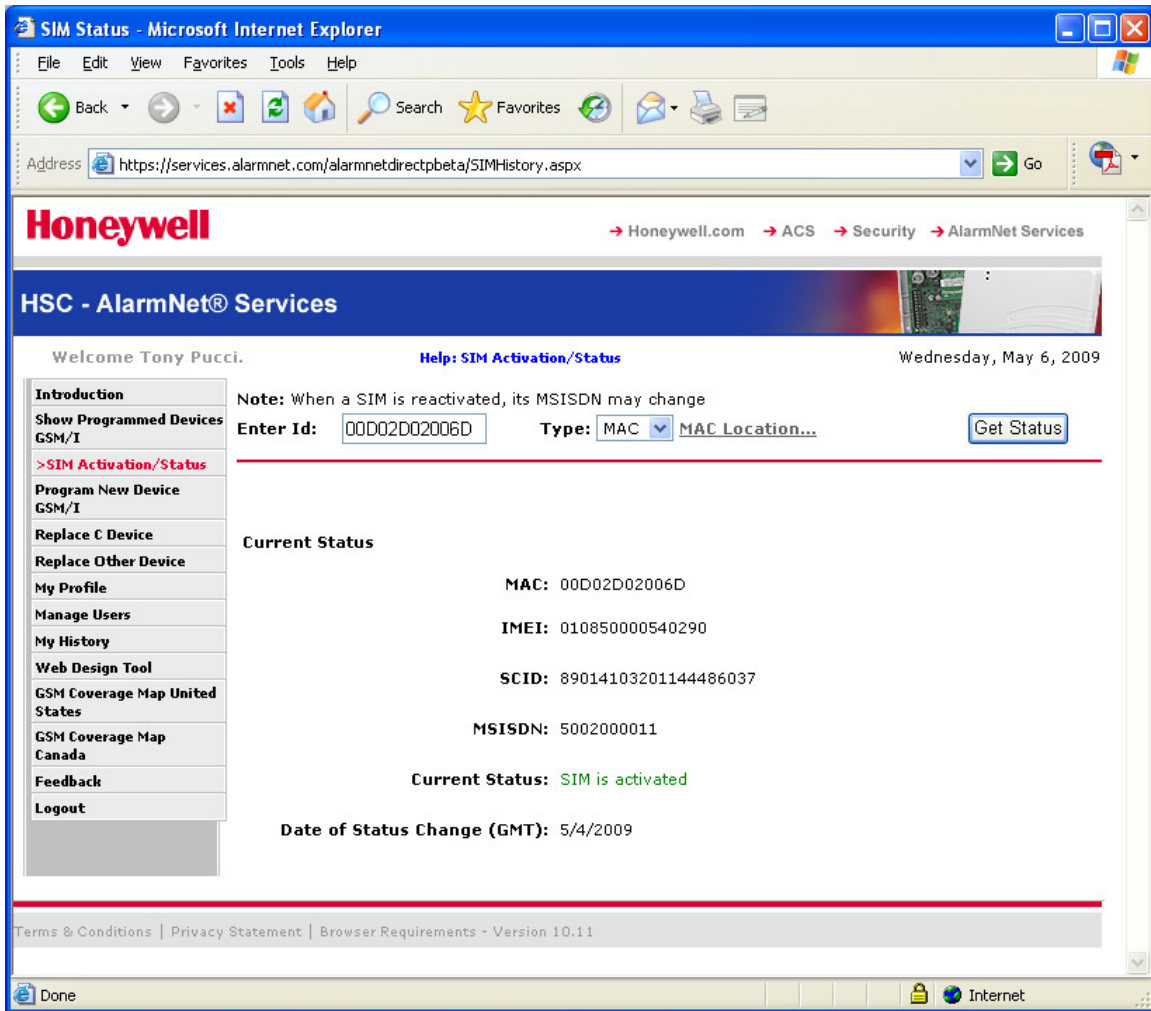 SIM Status - Microsoft Internet Explorer
File Edit View Favorites Tools Help
Back Search Favorites
Address https://services.alarmnet.com/alarmnetdirectpbeta/SIMHistory.aspx Go
Honeywell
Honeywell.com ACS Security AlarmNet Services
HSC - AlarmNet® Services
Welcome Tony Pucci. Help: SIM Activation/Status Wednesday, May 6, 2009
Introduction
Show Programmed Devices
GSM/I
>SIM Activation/Status
Program New Device
GSM/I
Replace C Device
Replace Other Device
My Profile
Manage Users
My History
Web Design Tool
GSM Coverage Map United
States
GSM Coverage Map
Canada
Feedback
Logout
Note: When a SIM is reactivated, its MSISDN may change
Enter Id: 00D02D02006D Type: MAC MAC Location... Get Status
Current Status
MAC: 00D02D02006D
IMEI: 010850000540290
SCID: 89014103201144486037
MSISDN: 5002000011
Current Status: SIM is activated
Date of Status Change (GMT): 5/4/2009
Terms & Conditions | Privacy Statement | Browser Requirements - Version 10.11
Done Internet